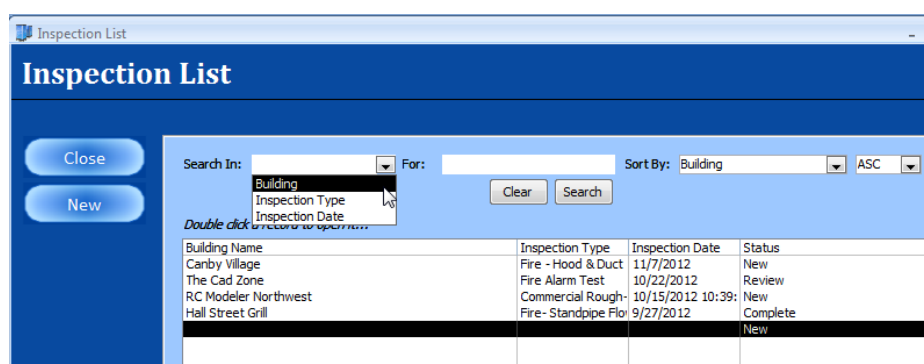 Inspection List
Inspection List
Close
New
Search In: For: Sort By: Building ASC
Building
Inspection Type
Inspection Date
Clear Search
Double click a record to open it...
Building Name Inspection Type Inspection Date Status
Canby Village Fire - Hood & Duct 11/7/2012 New
The Cad Zone Fire Alarm Test 10/22/2012 Review
RC Modeler Northwest Commercial Rough- 10/15/2012 10:39: New
Hall Street Grill Fire- Standpipe Flo 9/27/2012 Complete
New